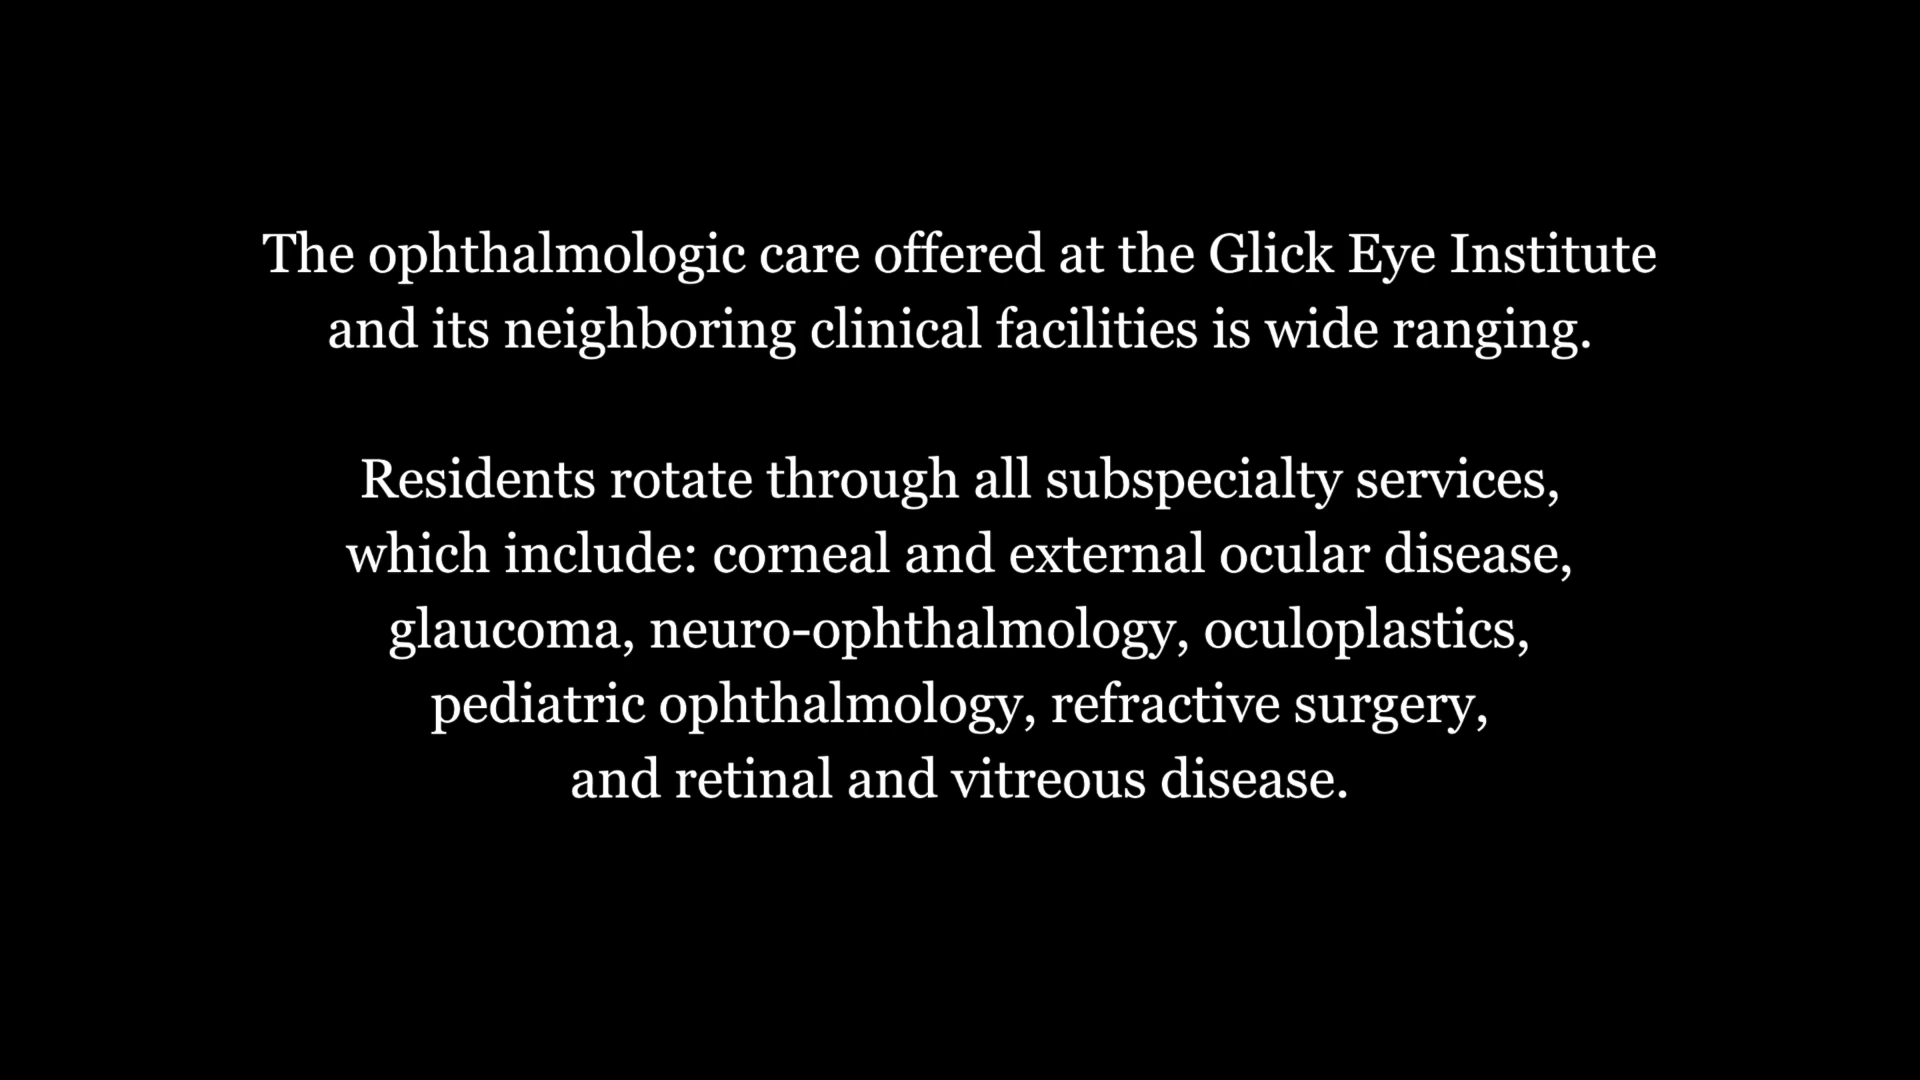 The ophthalmologic care offered at the Glick Eye Institute
and its neighboring clinical facilities is wide ranging.
Residents rotate through all subspecialty services,
which include: corneal and external ocular disease,
glaucoma, neuro-ophthalmology, oculoplastics,
pediatric ophthalmology, refractive surgery,
and retinal and vitreous disease.